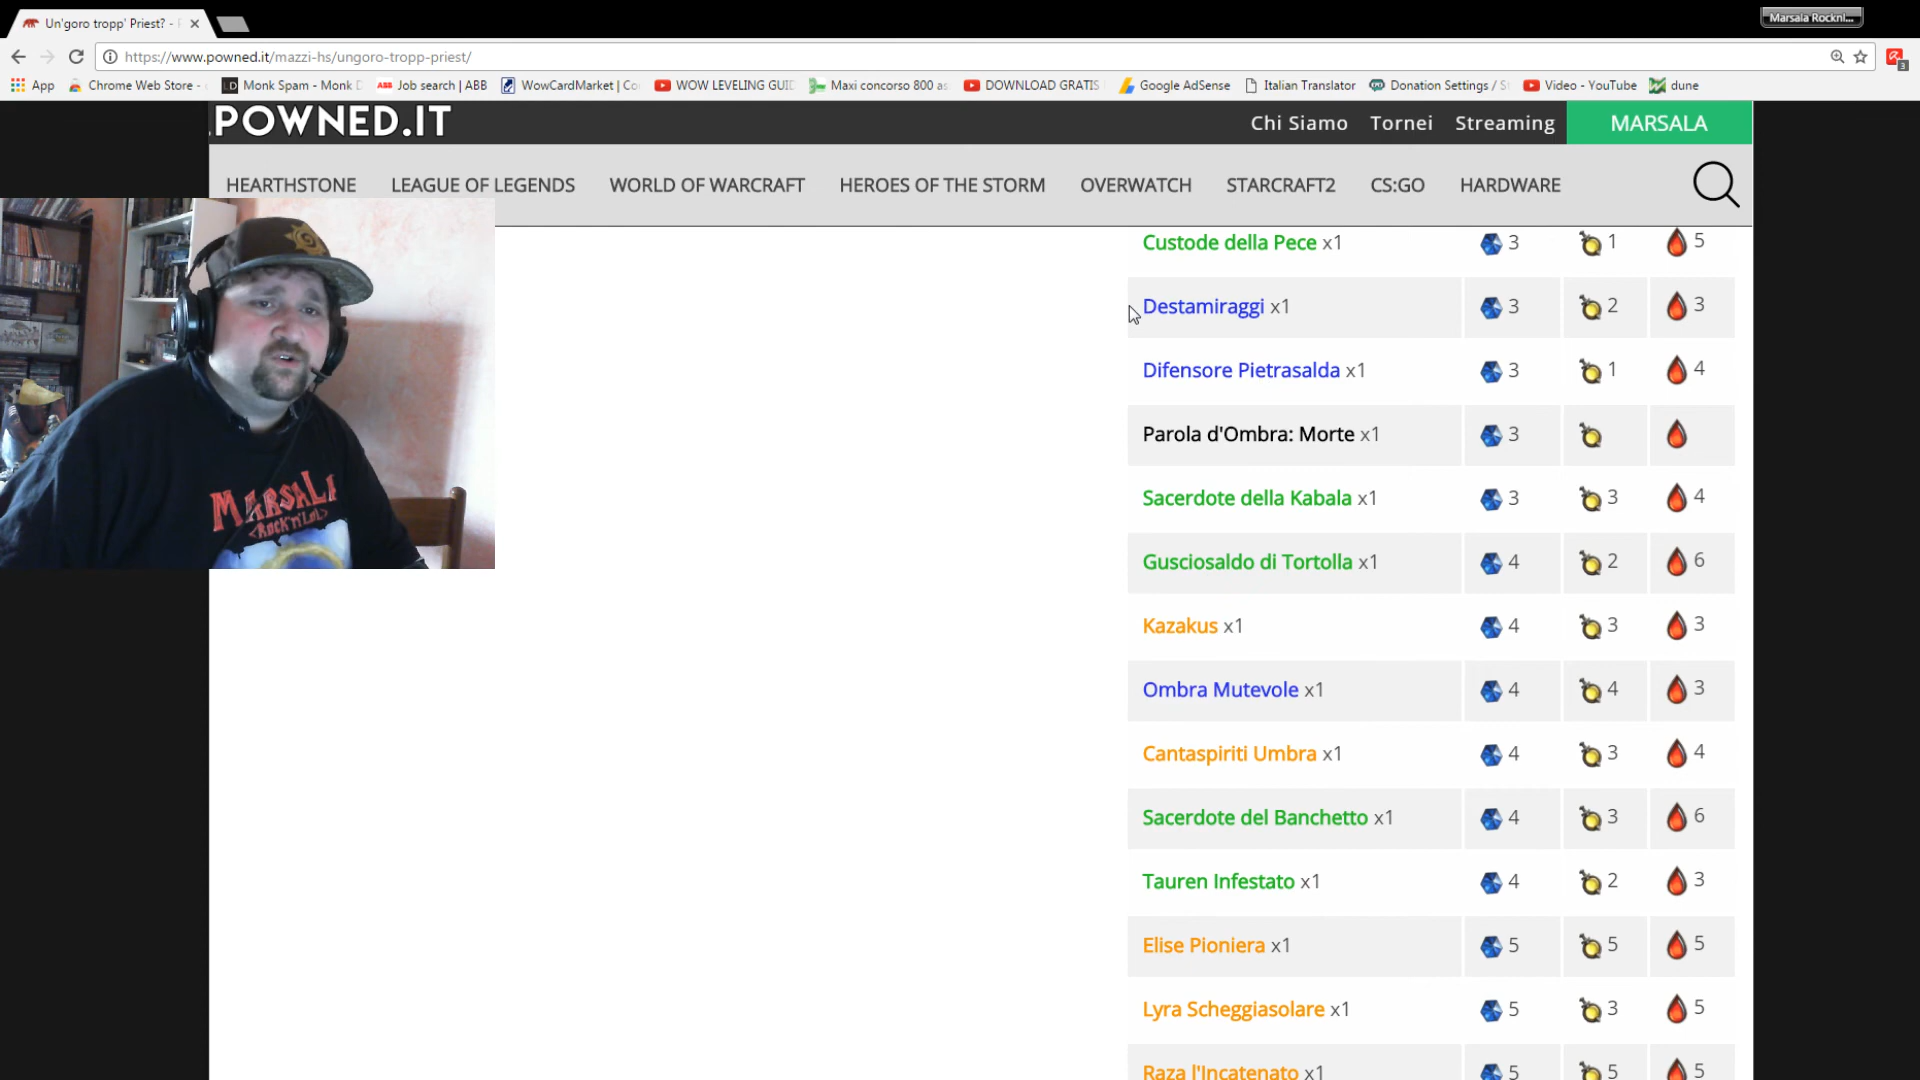 Un'goro tropp' Priest? -
Marsala Rockni...
https://www.powned.it/mazzi-hs/ungoro-tropp-priest/
3
App Chrome Web Store - LD Monk Spam - Monk ABB Job search | ABB WowCardMarket | Co WOW LEVELING GUI Maxi concorso 800 a DOWNLOAD GRATIS Google AdSense Italian Translator Donation Settings / Video - YouTube dune
.POWNED.IT
Chi Siamo Tornei Streaming MARSALA
HEARTHSTONE LEAGUE OF LEGENDS WORLD OF WARCRAFT HEROES OF THE STORM OVERWATCH STARCRAFT2 CS:GO HARDWARE
Custode della Pece x1 3 1 5
Destamiraggi x1 3 2 3
Difensore Pietrasalda x1 3 1 4
Parola d'Ombra: Morte x1 3
Sacerdote della Kabala x1 3 3 4
Gusciosaldo di Tortolla x1 4 2 6
Kazakus x1 4 3 3
Ombra Mutevole x1 4 4 3
Cantaspiriti Umbra x1 4 3 4
Sacerdote del Banchetto x1 4 3 6
Tauren Infestato x1 4 2 3
Elise Pioniera x1 5 5 5
Lyra Scheggiasolare x1 5 3 5
Raza l'Incatenato x1 5 5 5
MARSALA
<ROCK'N'LOL>